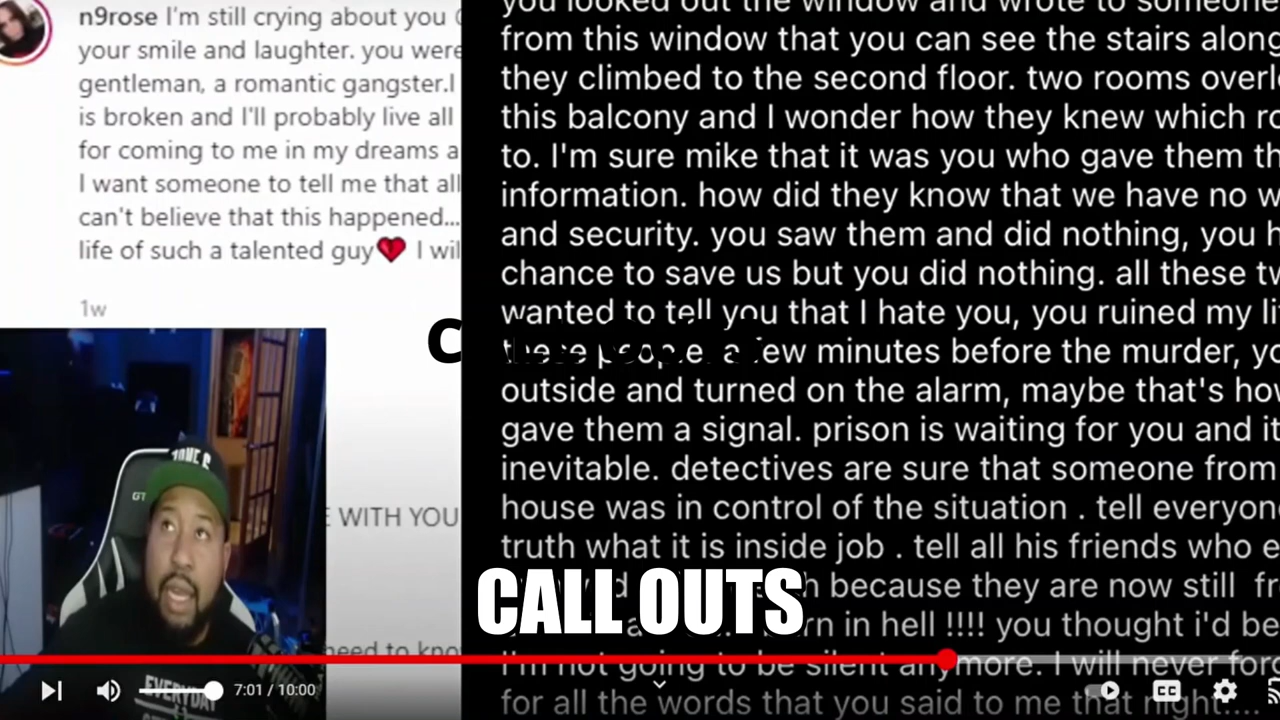 n9rose I'm still crying about you
your smile and laughter. you were
gentleman, a romantic gangster.I
is broken and I'll probably live all
for coming to me in my dreams a
I want someone to tell me that all
can't believe that this happened...
life of such a talented guy❤ I wil
1w
WITH YOU
need to kno
you looked out the window and wrote to someone
from this window that you can see the stairs along
they climbed to the second floor. two rooms overl
this balcony and I wonder how they knew which ro
to. I'm sure mike that it was you who gave them th
information. how did they know that we have no w
and security. you saw them and did nothing, you h
chance to save us but you did nothing. all these tw
wanted to tell you that I hate you, you ruined my li
these people. a few minutes before the murder, yo
outside and turned on the alarm, maybe that's how
gave them a signal. prison is waiting for you and it
inevitable. detectives are sure that someone from
house was in control of the situation . tell everyone
truth what it is inside job . tell all his friends who e
because they are now still fr
rn in hell !!!! you thought i'd be
I'm not going to be silent anymore. I will never forg
for all the words that you said to me that night....
CALL OUTS
GT
EVERYDAY
7:01 / 10:00
CC